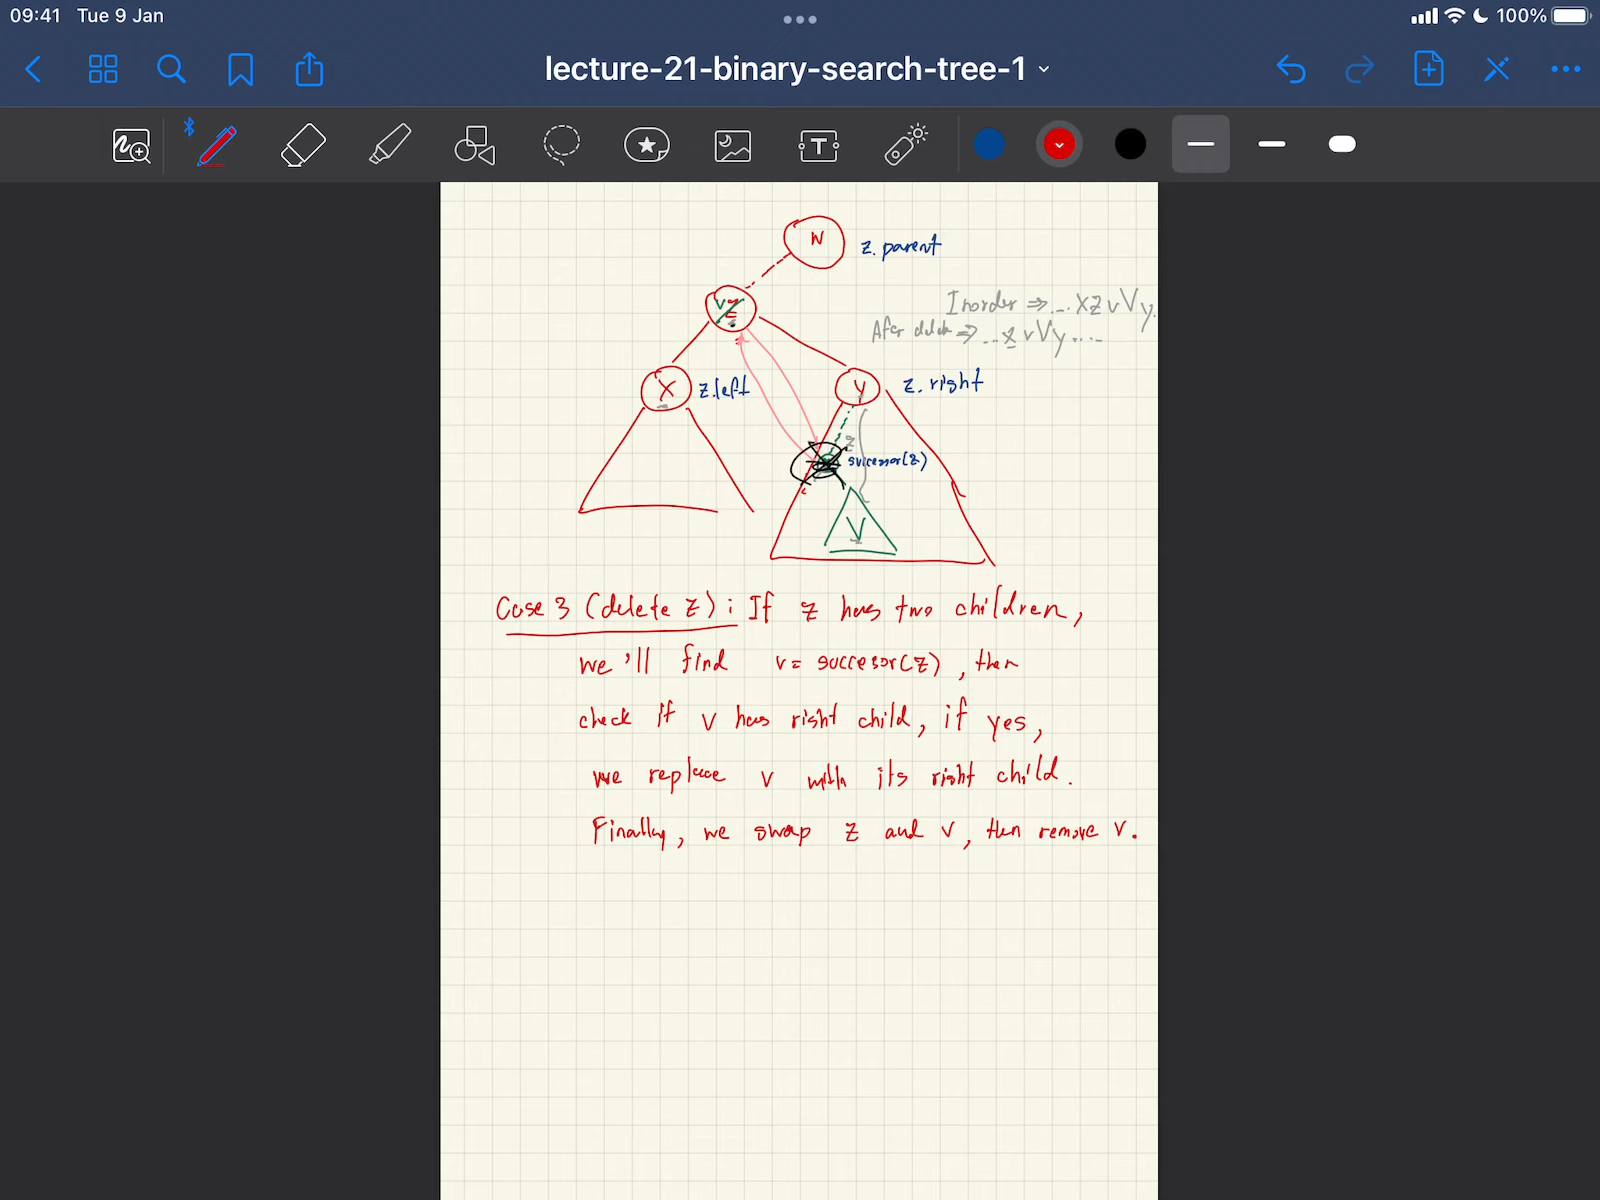 09:41 Tue 9 Jan
100%
lecture-21-binary-search-tree-1
T
W
z.parent
v z
Inorder ⇒ ... x z v V y.
After delete ⇒ ... x v V y ....
X
z.left
y
z.right
z
successor(z)
V
Case 3 (delete z) : If z has two children,
we'll find v = succesor(z), then
check if v has right child, if yes,
we replace v with its right child.
Finally, we swap z and v, then remove v.